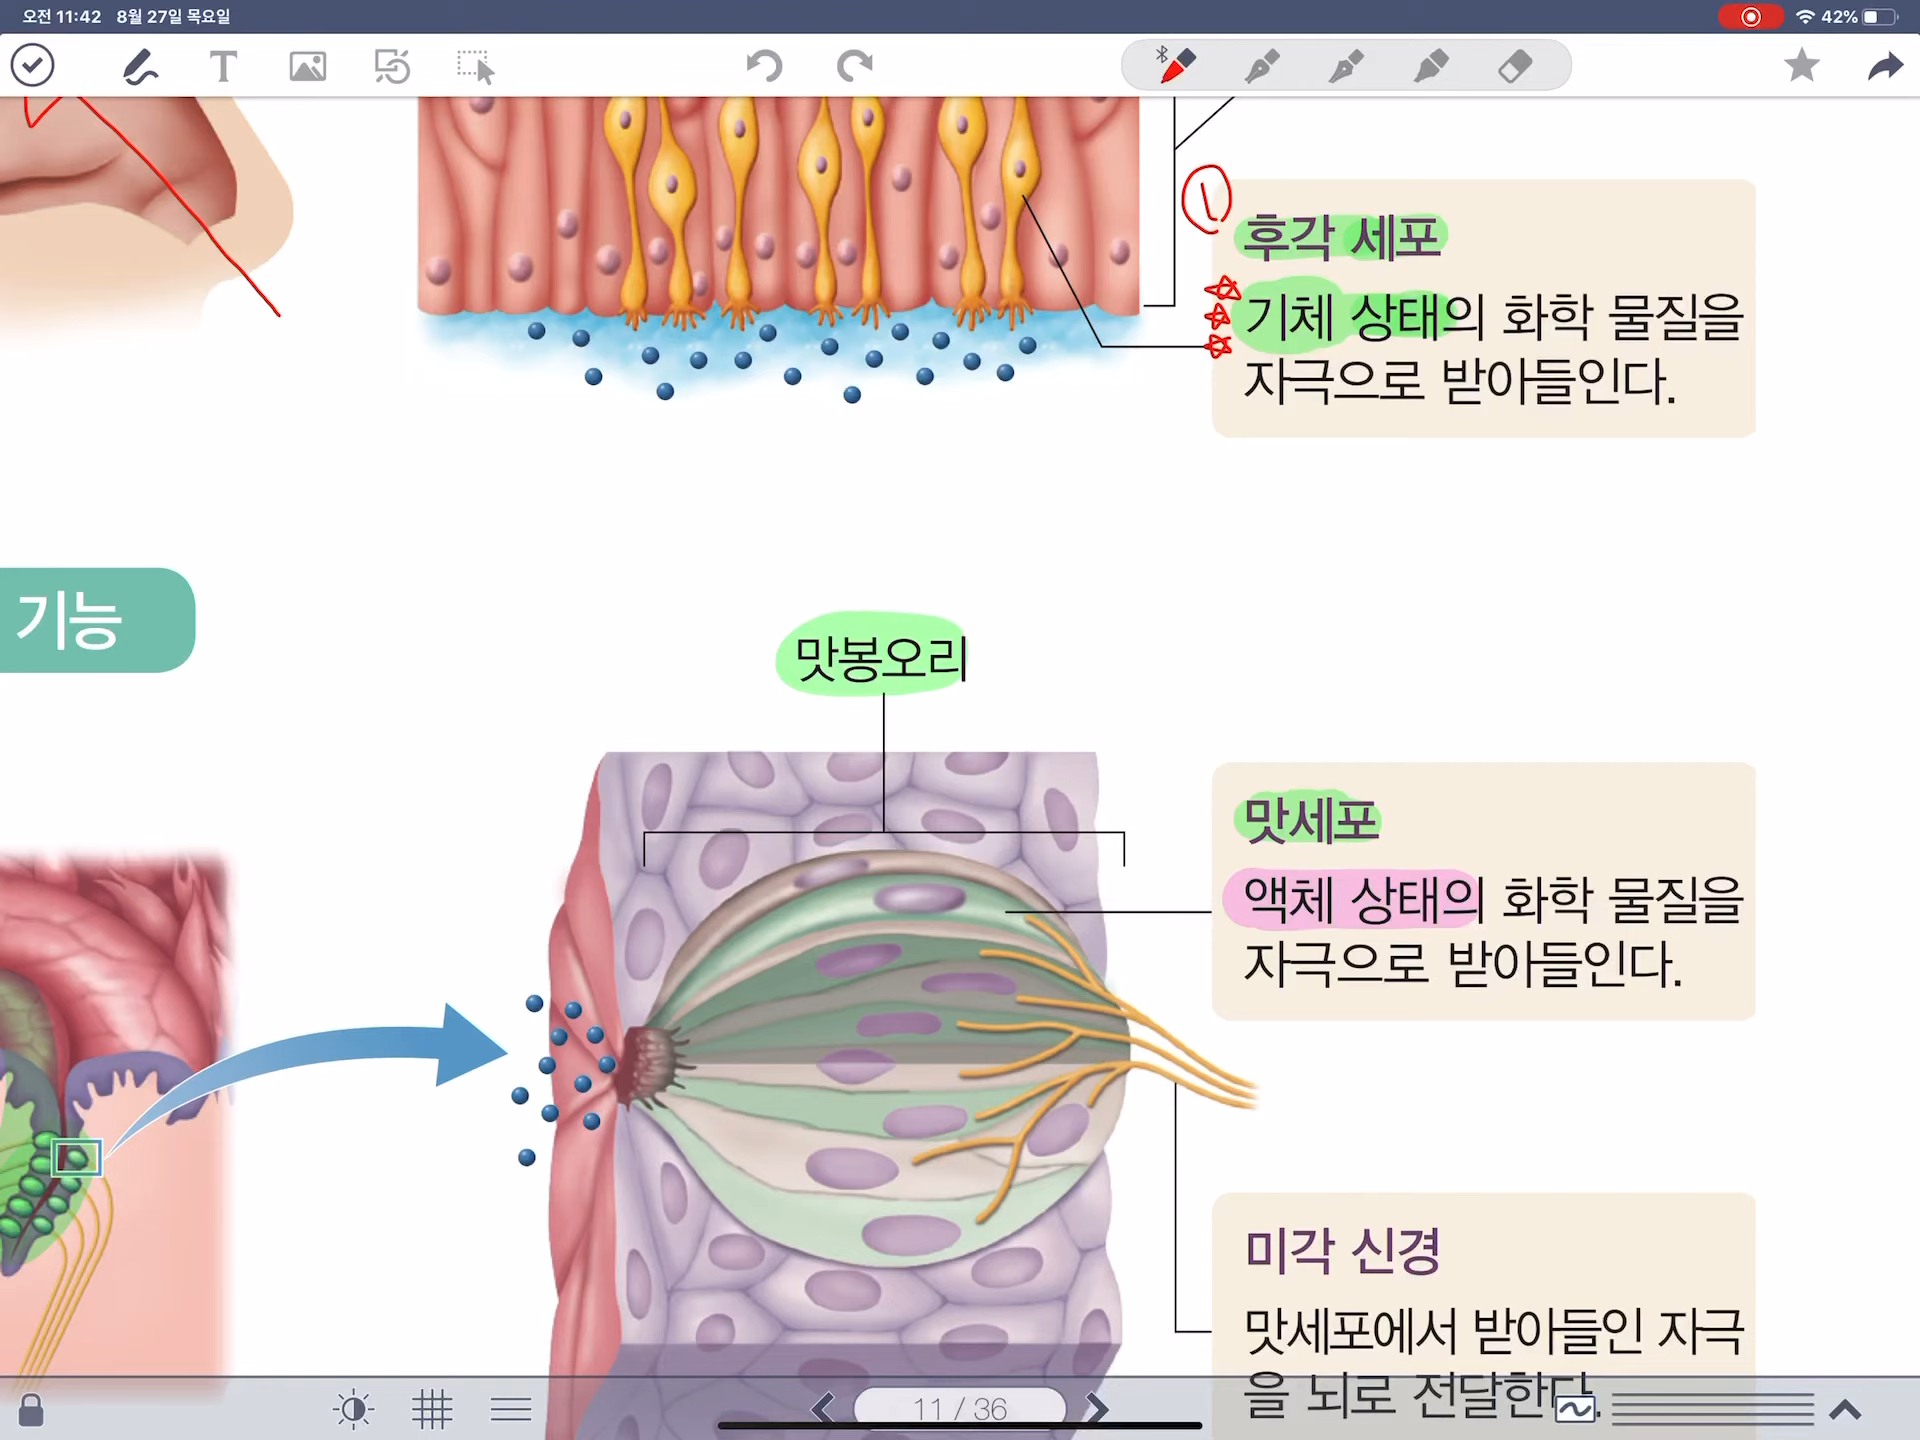 오전 11:42 8월 27일 목요일
42%
T
1
후각 세포
기체 상태의 화학 물질을
자극으로 받아들인다.
기능
맛봉오리
맛세포
액체 상태의 화학 물질을
자극으로 받아들인다.
미각 신경
맛세포에서 받아들인 자극
을 뇌로 전달한다.
11 / 36